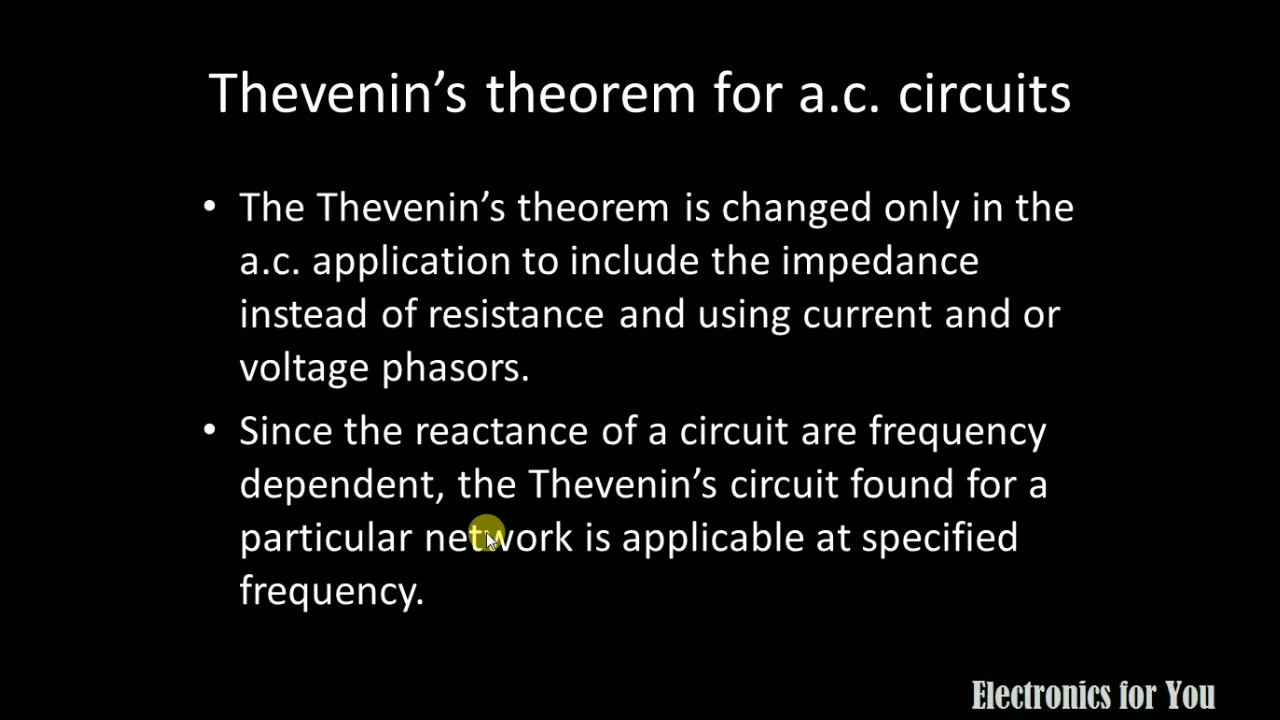 Thevenin’s theorem for a.c. circuits
• The Thevenin’s theorem is changed only in the
a.c. application to include the impedance
instead of resistance and using current and or
voltage phasors.
• Since the reactance of a circuit are frequency
dependent, the Thevenin’s circuit found for a
particular network is applicable at specified
frequency.
Electronics for You